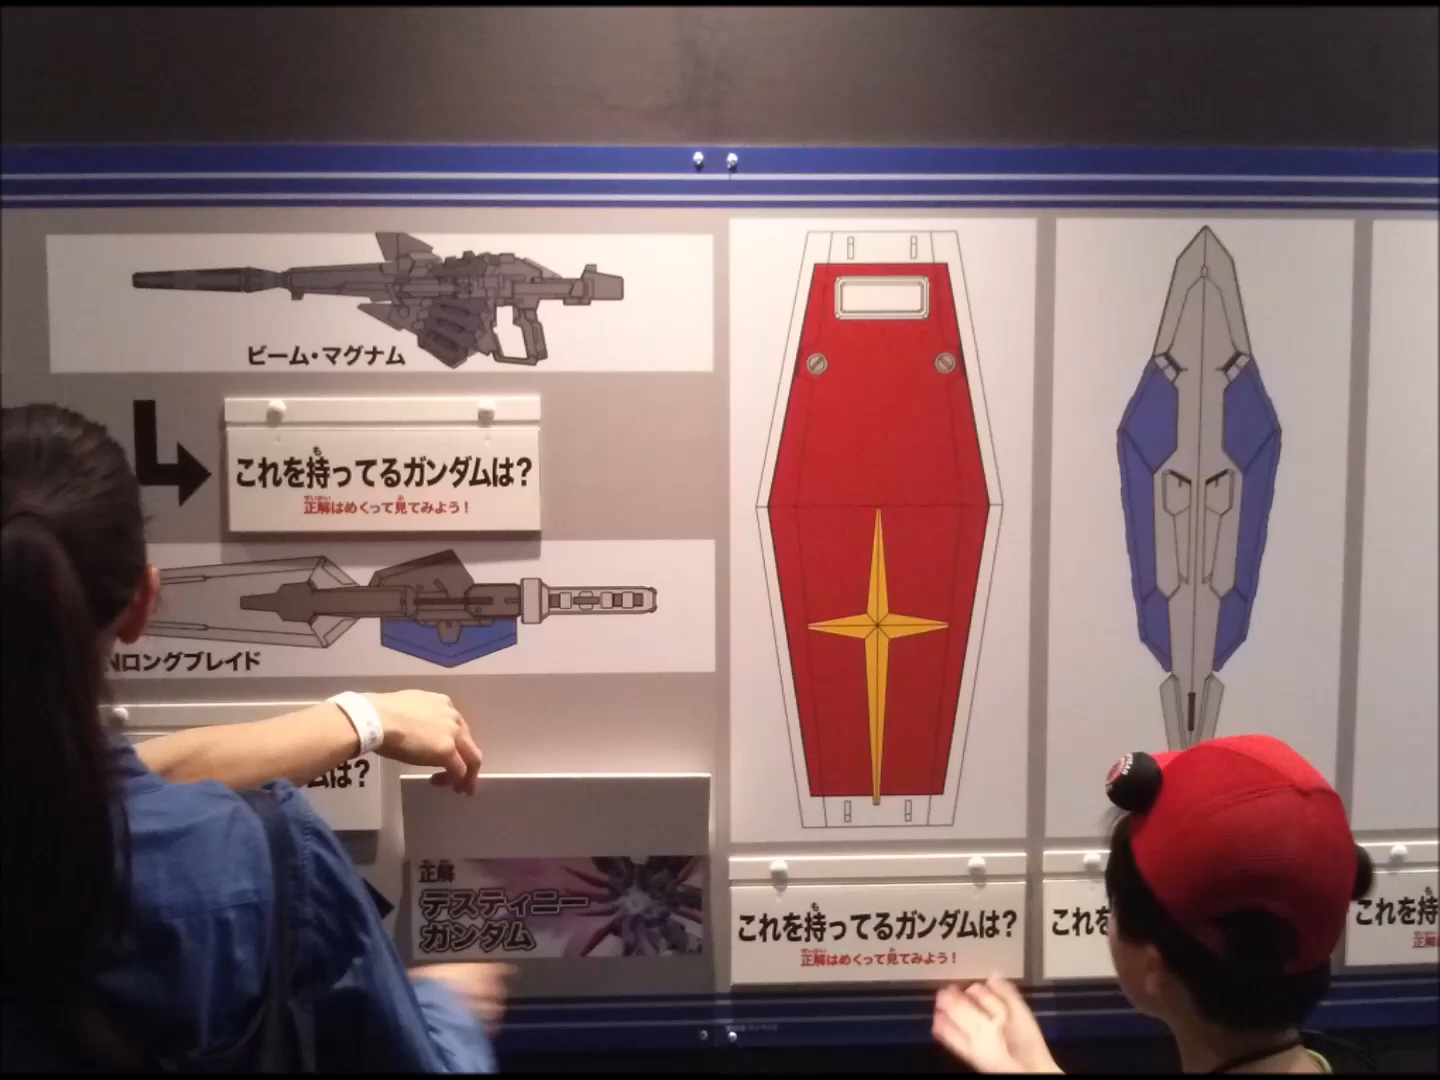 ビーム・マグナム
これを持ってるガンダムは?
正解はめくって見てみよう!
Nロングブレイド
ムは?
正解
デスティニー
ガンダム
これを持ってるガンダムは?
正解はめくって見てみよう!
これを
これを持